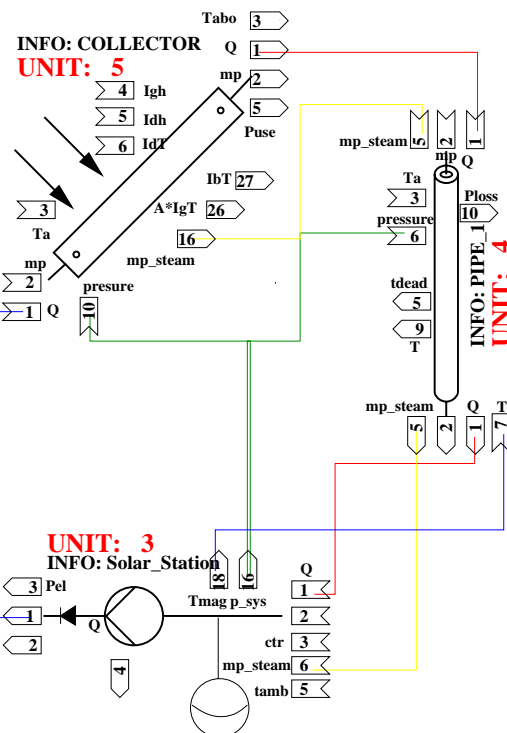 Tabo 3
INFO: COLLECTOR Q 1
UNIT: 5
mp 2
4 Igh
5 Idh
5
Puse
6 IdT
mp_steam 5 2 1
mp Q
IbT 27
Ta
3
Ploss
10
3
A*IgT 26
pressure
6
Ta
16
mp_steam
mp
2
presure
10
1 Q
tdead
5
9
T
INFO: PIPE_1
UNIT: 4
mp_steam Q T
5 2 1 7
UNIT: 3
INFO: Solar_Station
18 16
Q
3 Pel
Tmag p_sys
1
1
Q
2
2
ctr 3
4
mp_steam 6
tamb 5